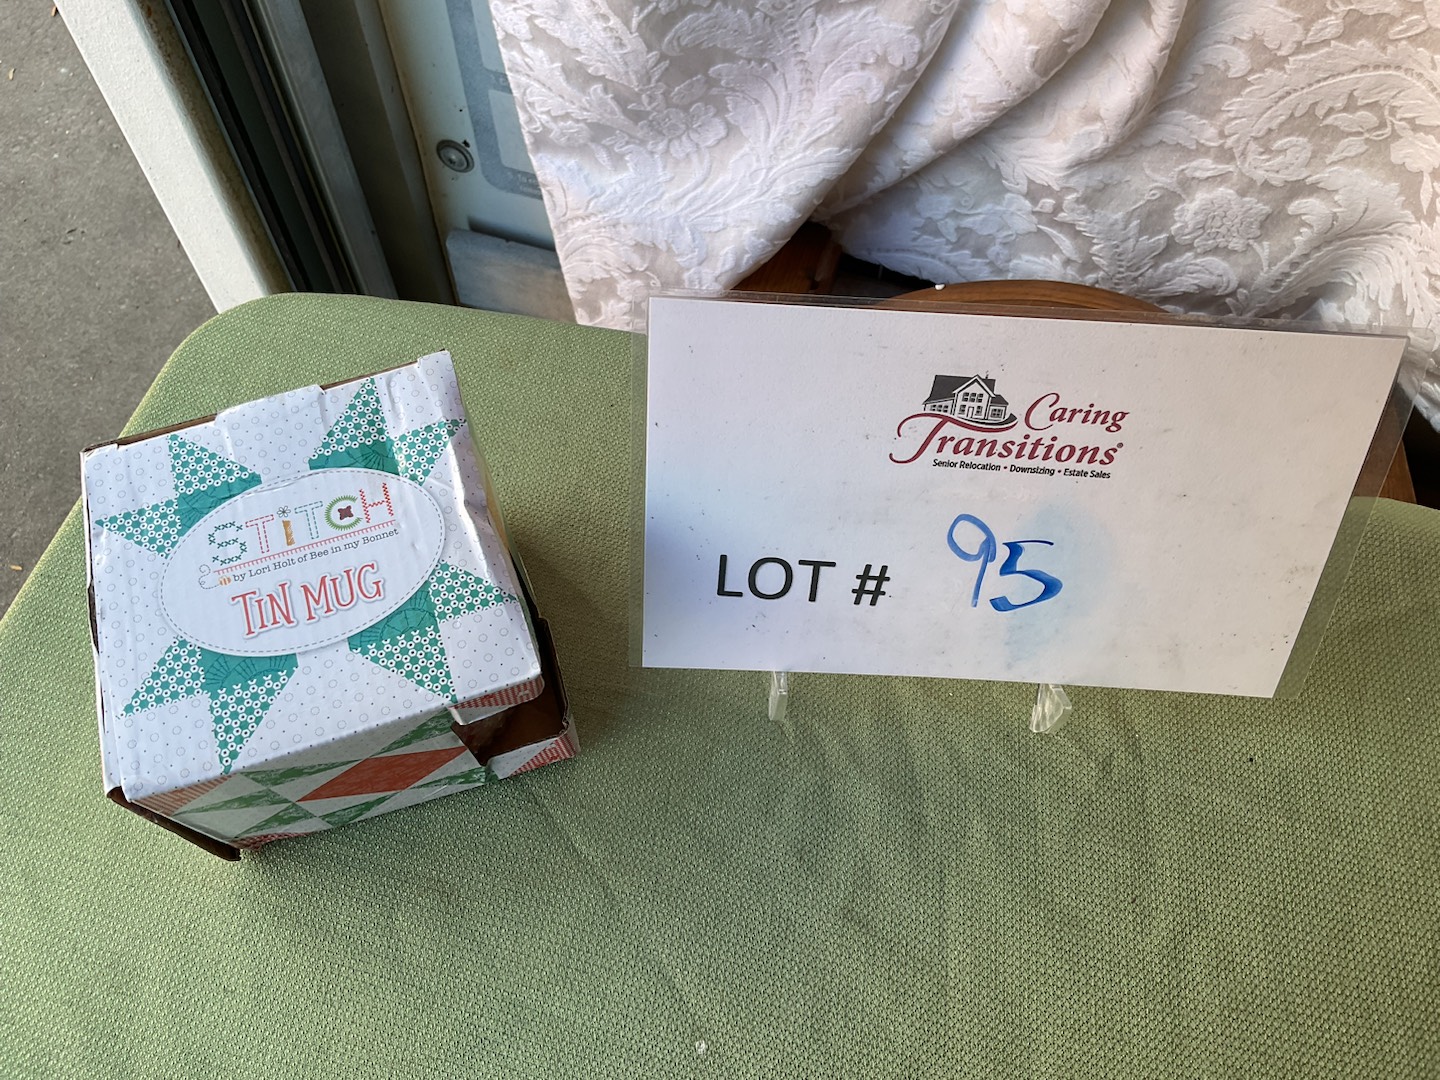 STITCH
by Lori Holt of Bee in my Bonnet
TIN MUG
Caring
Transitions®
Senior Relocation • Downsizing • Estate Sales
LOT # 95